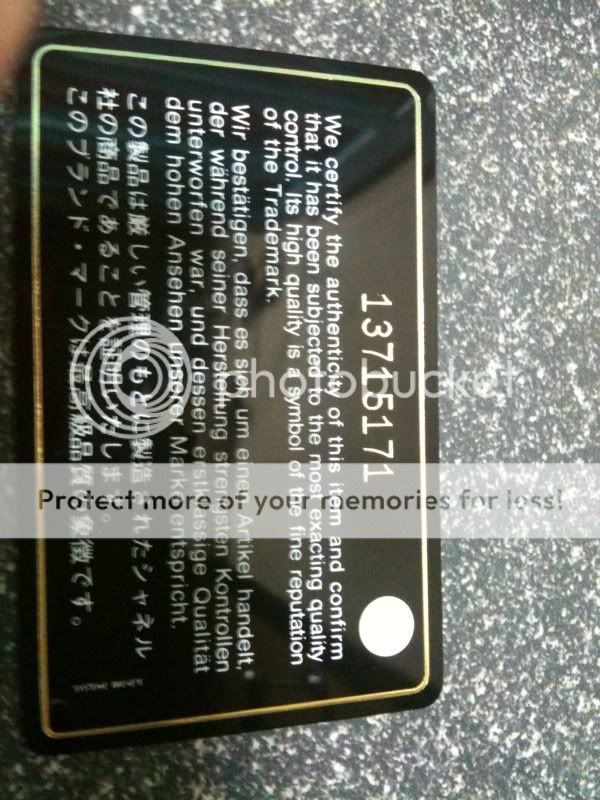 13715171
We certify the authenticity of this item and confirm
that it has been subjected to the most exacting quality
control. Its high quality is a symbol of the fine reputation
of the Trademark.
Wir bestätigen, dass es sich um einen Artikel handelt,
der während seiner Herstellung strengsten Kontrollen
unterworfen war, und dessen erstklassige Qualität
dem hohen Ansehen unserer Marke entspricht.
この製品は厳しい管理のもとに製造されたシャネル
社の商品であることを証明いたします。
このブランド・マークは最高級品質の象徴です。
SYSTEME BREVETE
photobucket
Protect more of your memories for less!